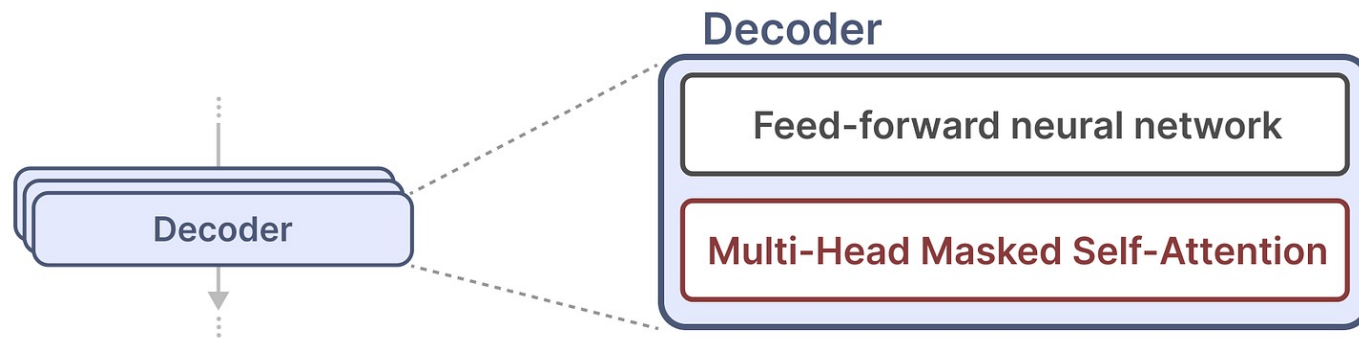 Decoder
Feed-forward neural network
Decoder
Multi-Head Masked Self-Attention